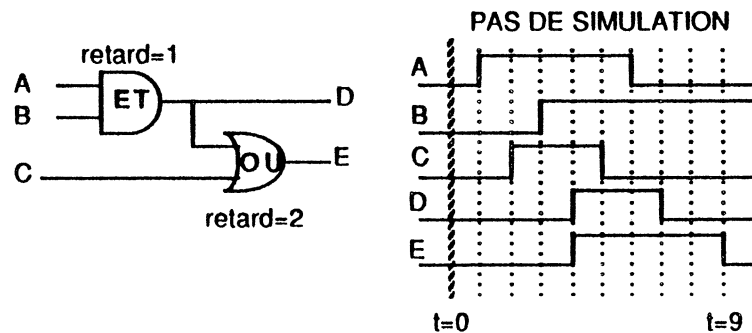 retard=1
A
B
ET
D
C
OU
E
retard=2
PAS DE SIMULATION
A
B
C
D
E
t=0
t=9